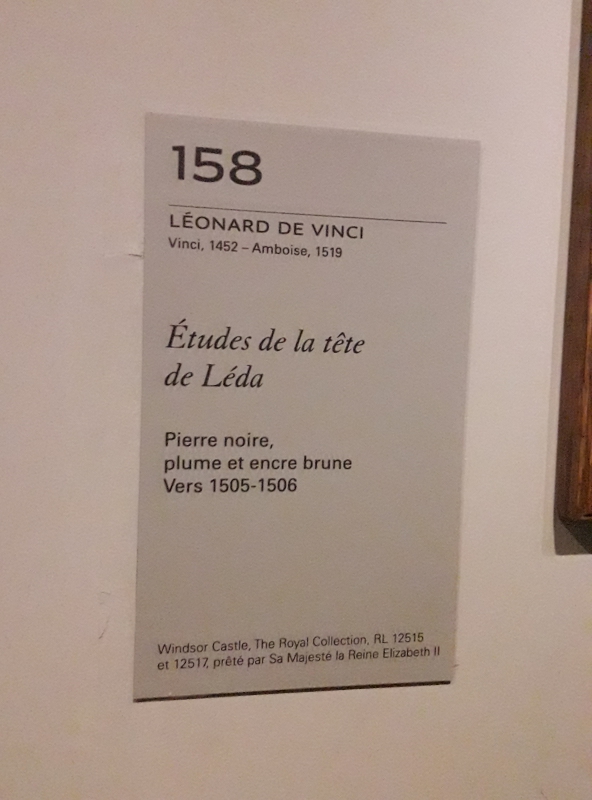 158
LÉONARD DE VINCI
Vinci, 1452 – Amboise, 1519
Études de la tête
de Léda
Pierre noire,
plume et encre brune
Vers 1505-1506
Windsor Castle, The Royal Collection, RL 12515
et 12517, prêté par Sa Majesté la Reine Elizabeth II